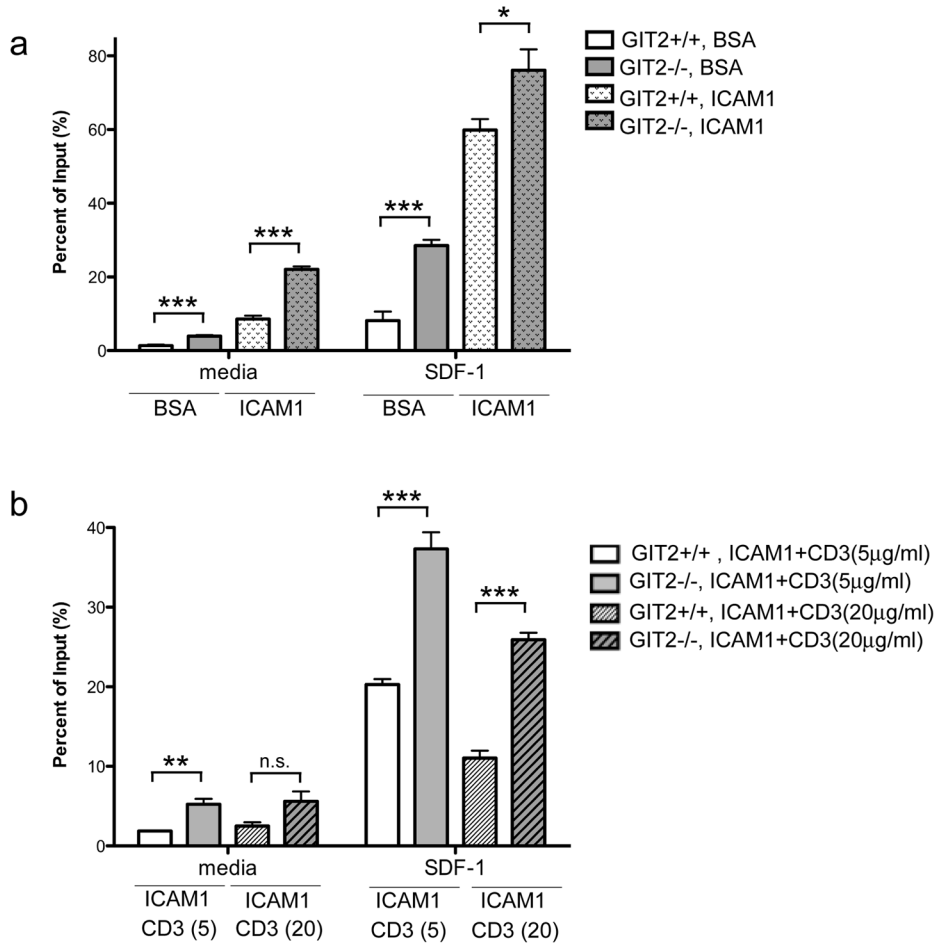 a
*
GIT2+/+, BSA
GIT2-/-, BSA
GIT2+/+, ICAM1
GIT2-/-, ICAM1
Percent of Input (%)
80
60
40
20
0
***
***
***
media
SDF-1
BSA
ICAM1
BSA
ICAM1
b
***
GIT2+/+ , ICAM1+CD3(5μg/ml)
GIT2-/-, ICAM1+CD3(5μg/ml)
GIT2+/+, ICAM1+CD3(20μg/ml)
GIT2-/-, ICAM1+CD3(20μg/ml)
Percent of Input (%)
40
30
20
10
0
***
**
n.s.
media
SDF-1
ICAM1
CD3 (5)
ICAM1
CD3 (20)
ICAM1
CD3 (5)
ICAM1
CD3 (20)